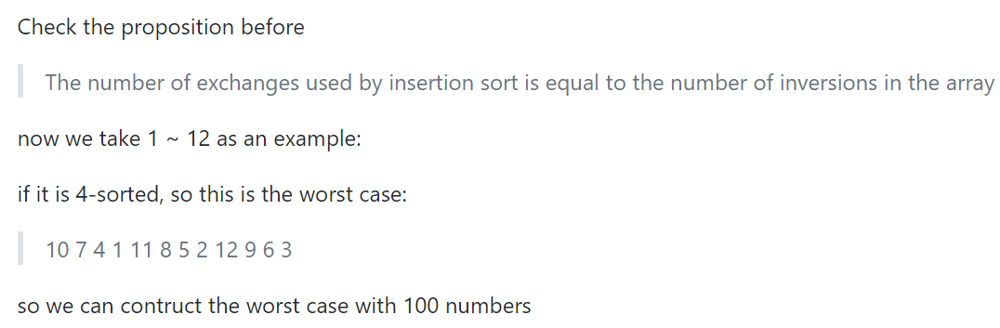 Check the proposition before
The number of exchanges used by insertion sort is equal to the number of inversions in the array
now we take 1 ~ 12 as an example:
if it is 4-sorted, so this is the worst case:
10 7 4 1 11 8 5 2 12 9 6 3
so we can contruct the worst case with 100 numbers